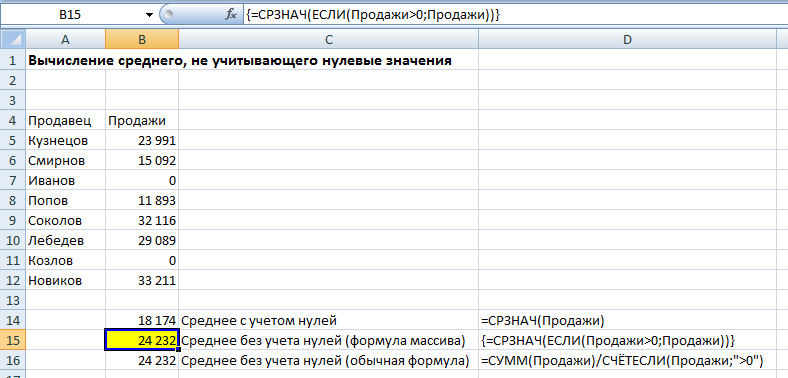 B15 fx {=СРЗНАЧ(ЕСЛИ(Продажи>0;Продажи))}
A B C D
1 Вычисление среднего, не учитывающего нулевые значения
2
3
4 Продавец Продажи
5 Кузнецов 23 991
6 Смирнов 15 092
7 Иванов 0
8 Попов 11 893
9 Соколов 32 116
10 Лебедев 29 089
11 Козлов 0
12 Новиков 33 211
13
14 18 174 Среднее с учетом нулей =СРЗНАЧ(Продажи)
15 24 232 Среднее без учета нулей (формула массива) {=СРЗНАЧ(ЕСЛИ(Продажи>0;Продажи))}
16 24 232 Среднее без учета нулей (обычная формула) =СУММ(Продажи)/СЧЁТЕСЛИ(Продажи;">0")